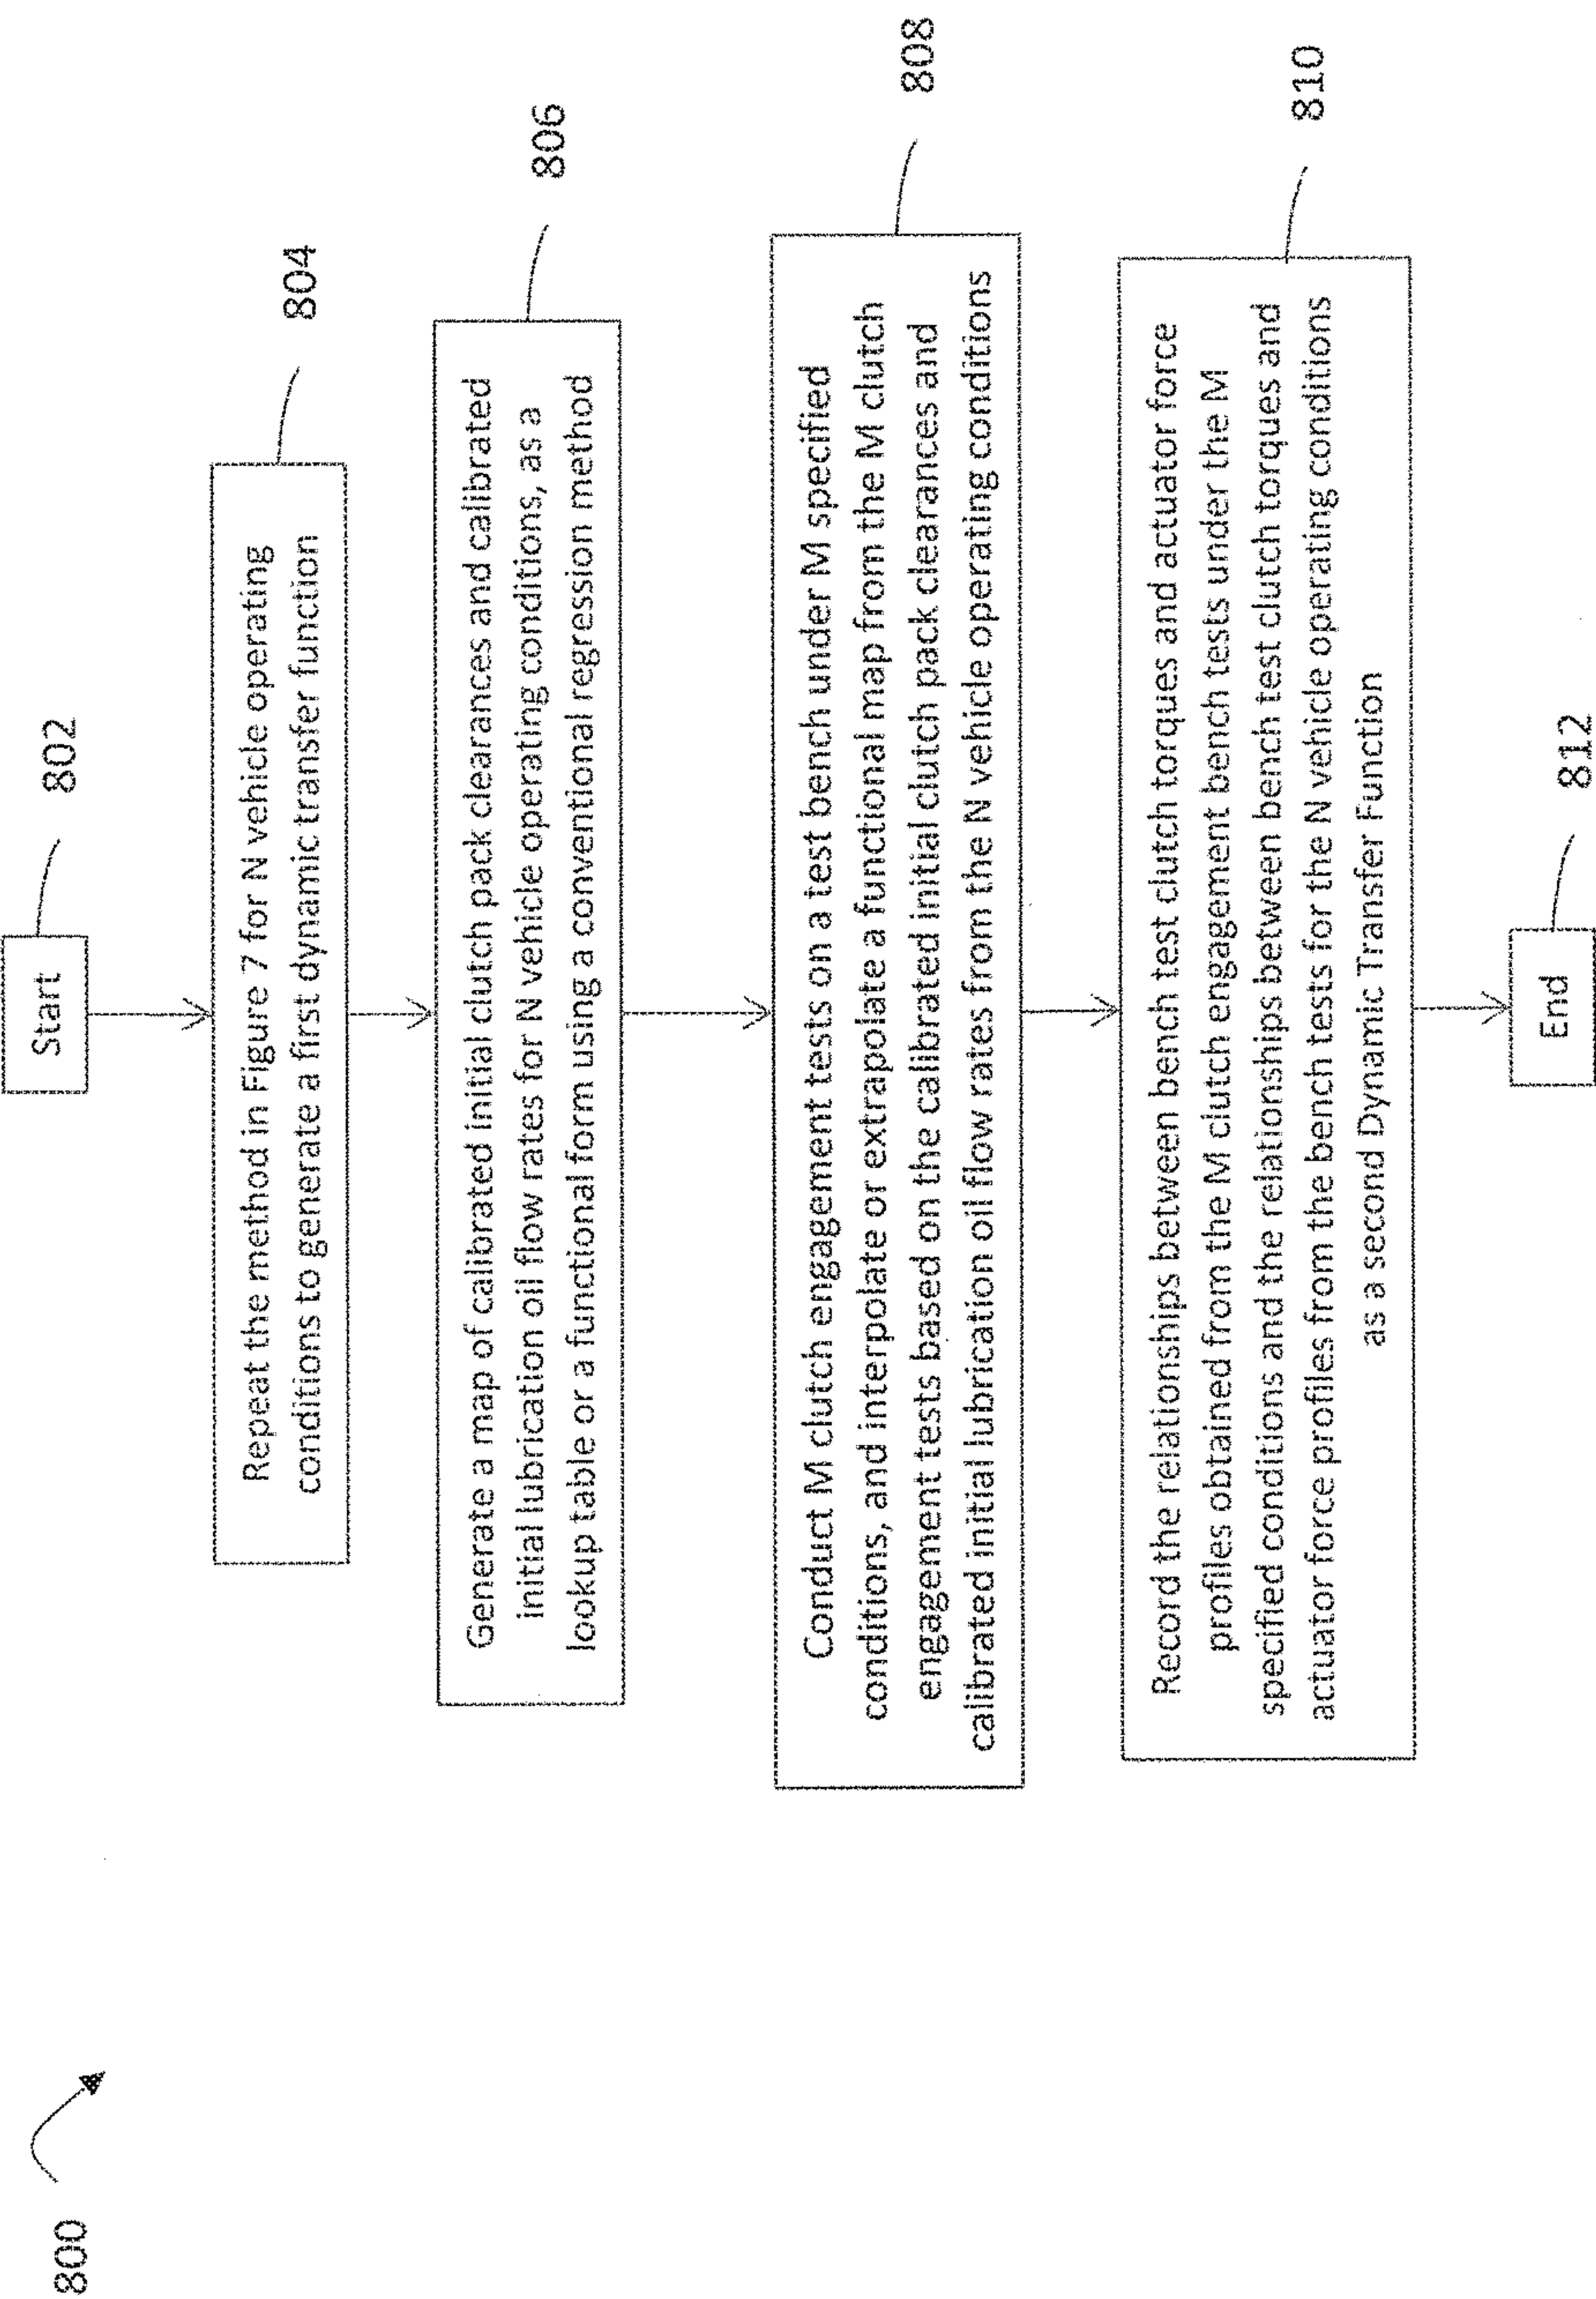 800
Start
802
Repeat the method in Figure 7 for N vehicle operating
conditions to generate a first dynamic transfer function
804
Generate a map of calibrated initial clutch pack clearances and calibrated
initial lubrication oil flow rates for N vehicle operating conditions, as a
lookup table or a functional form using a conventional regression method
806
Conduct M clutch engagement tests on a test bench under M specified
conditions, and interpolate or extrapolate a functional map from the M clutch
engagement tests based on the calibrated initial clutch pack clearances and
calibrated initial lubrication oil flow rates from the N vehicle operating conditions
808
Record the relationships between bench test clutch torques and actuator force
profiles obtained from the M clutch engagement bench tests under the M
specified conditions and the relationships between bench test clutch torques and
actuator force profiles from the bench tests for the N vehicle operating conditions
as a second Dynamic Transfer Function
810
End
812